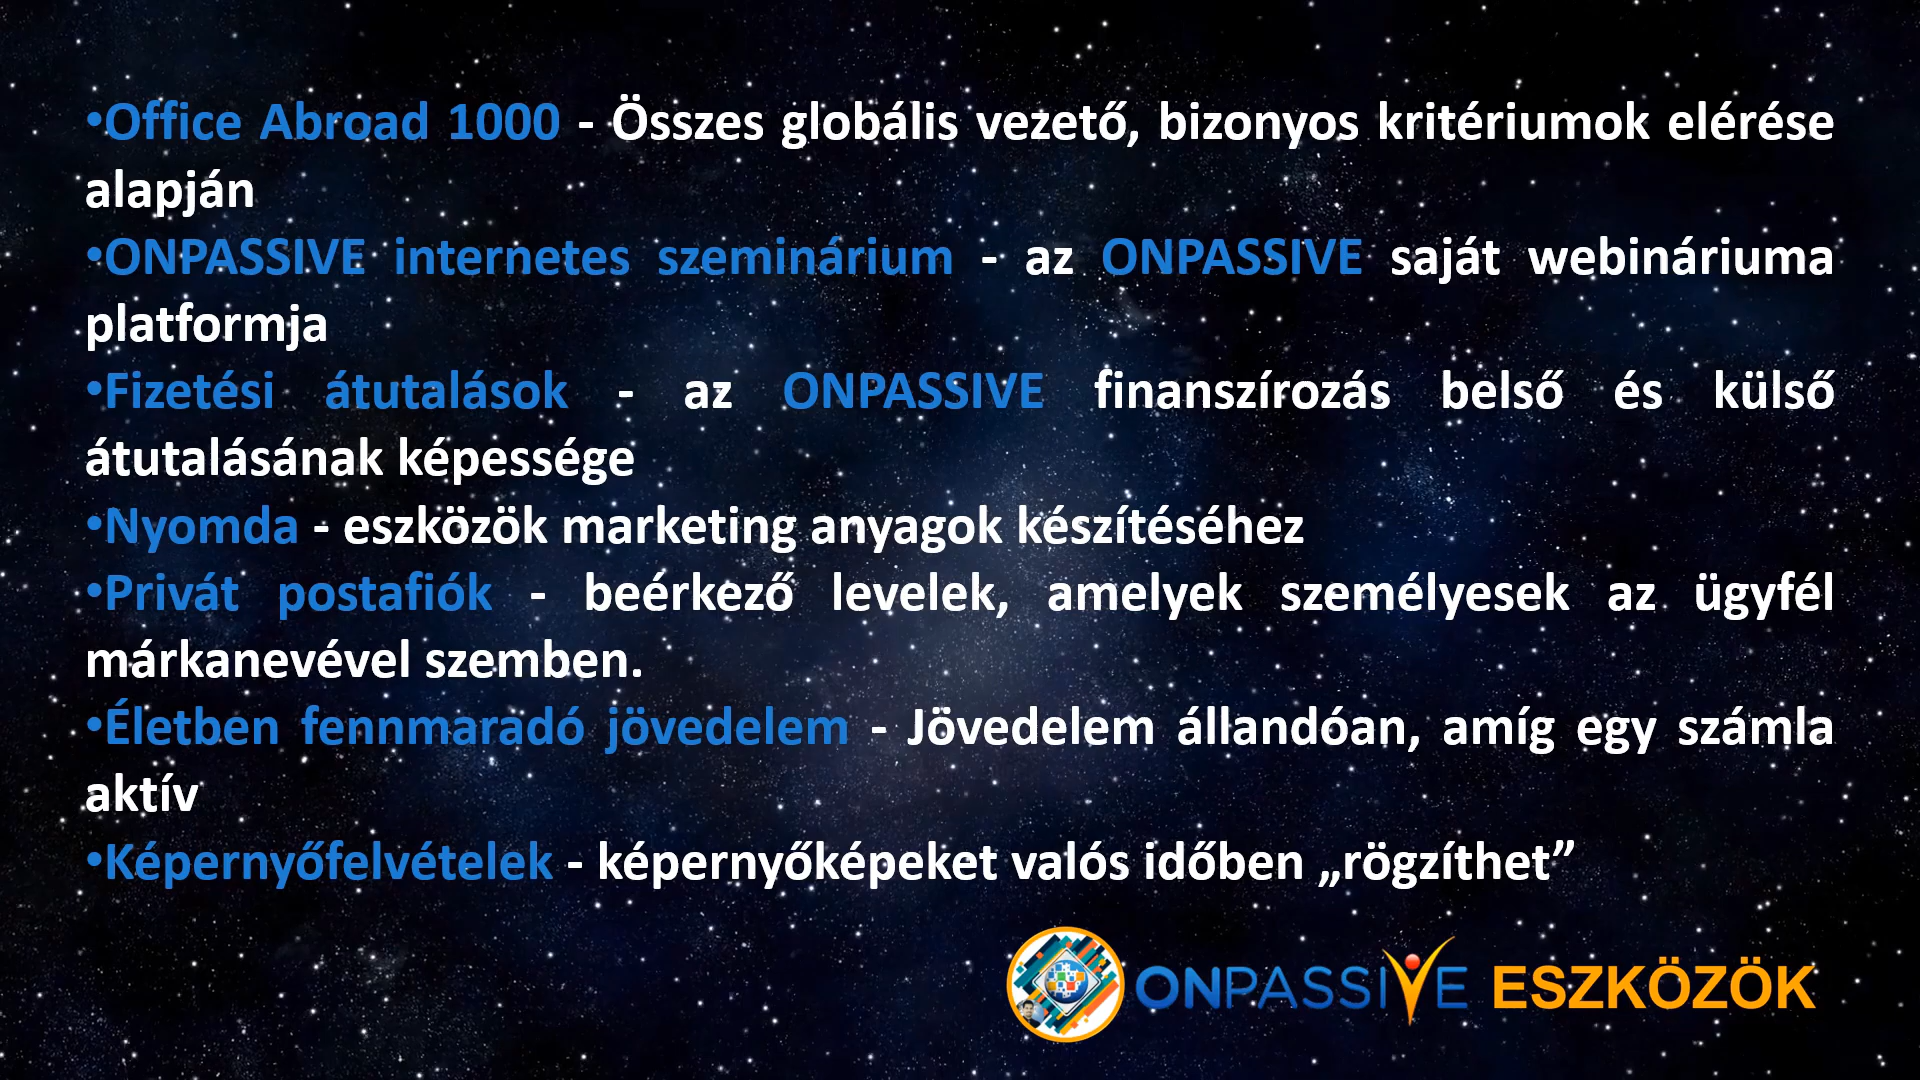 •Office Abroad 1000 - Összes globális vezető, bizonyos kritériumok elérése
alapján
•ONPASSIVE internetes szeminárium - az ONPASSIVE saját webináriuma
platformja
•Fizetési átutalások - az ONPASSIVE finanszírozás belső és külső
átutalásának képessége
•Nyomda - eszközök marketing anyagok készítéséhez
•Privát postafiók - beérkező levelek, amelyek személyesek az ügyfél
márkanevével szemben.
•Életben fennmaradó jövedelem - Jövedelem állandóan, amíg egy számla
aktív
•Képernyőfelvételek - képernyőképeket valós időben „rögzíthet”
ONPASSIVE ESZKÖZÖK